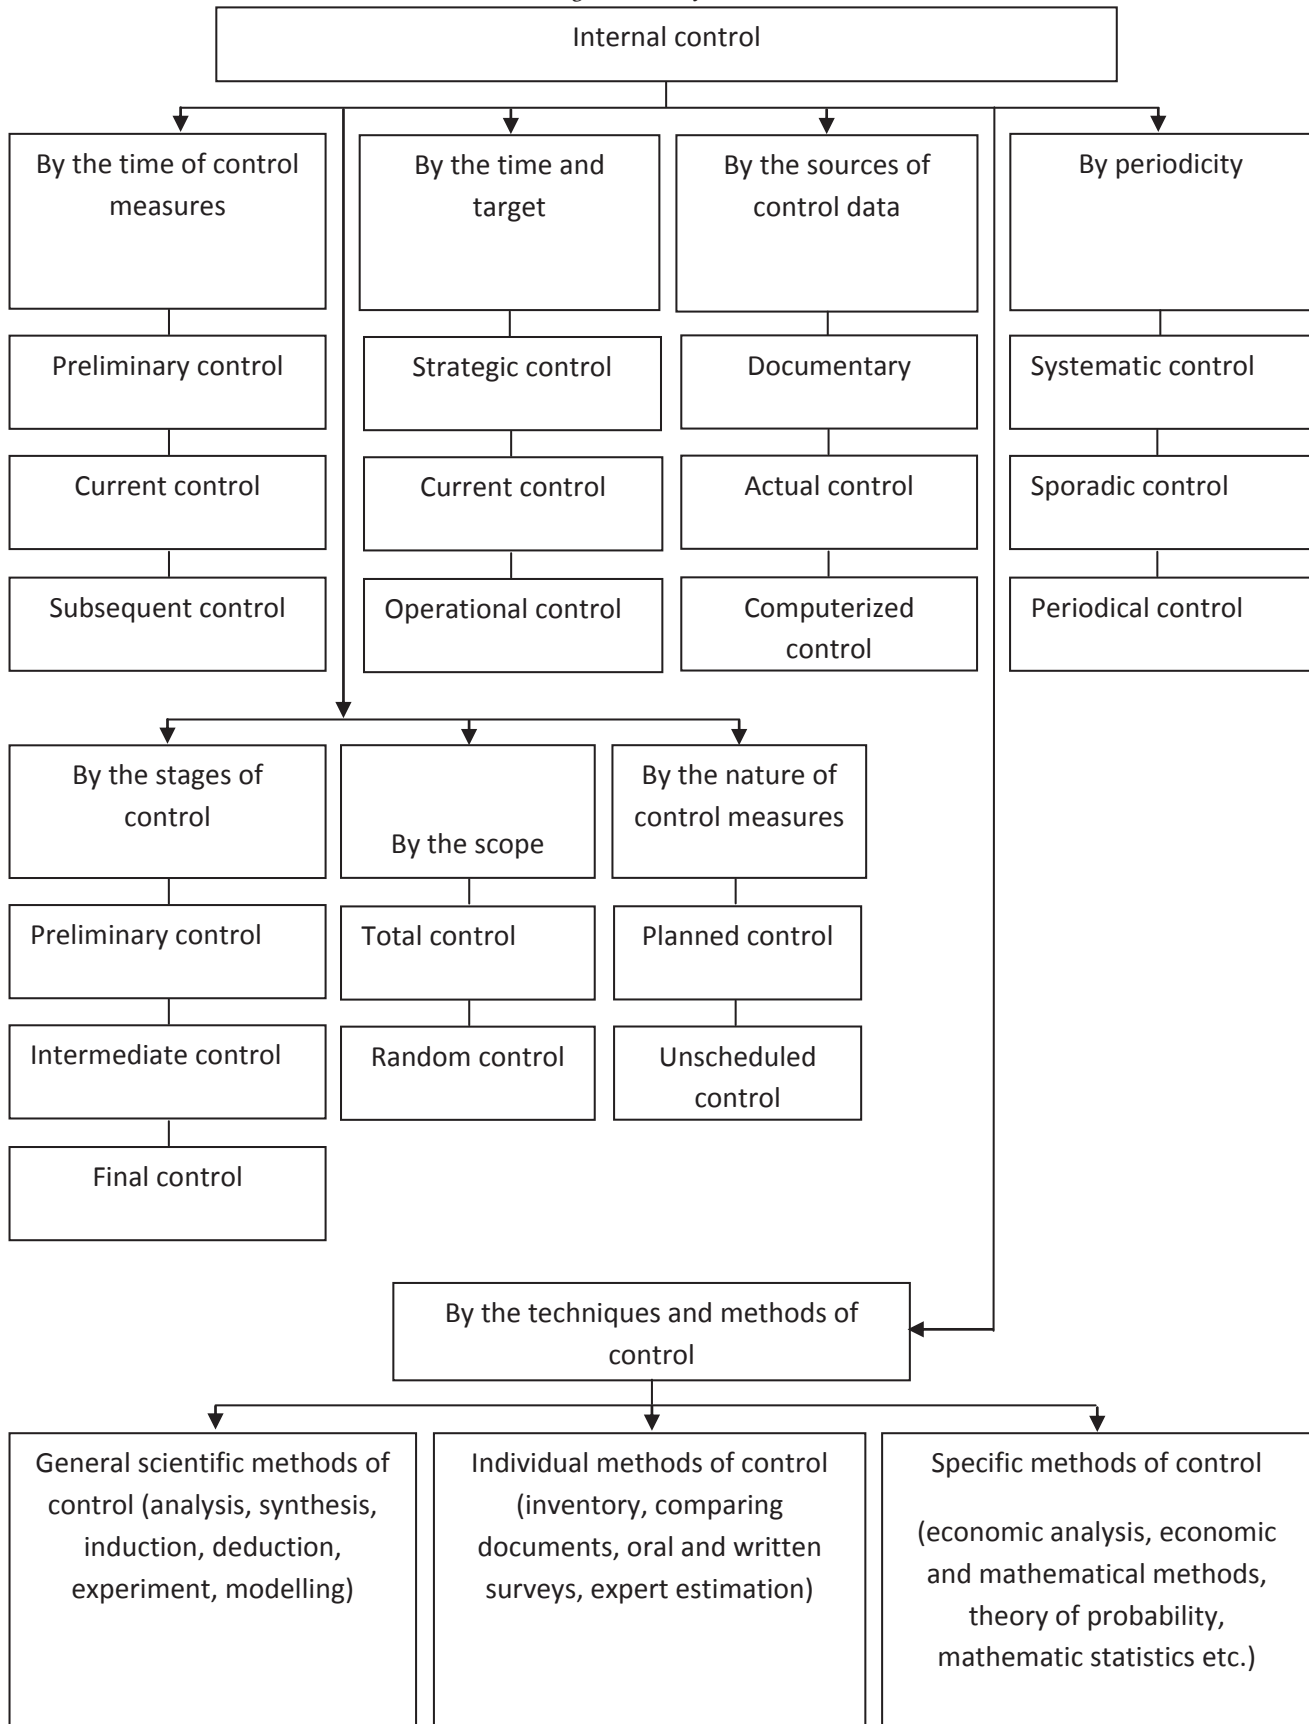 Internal control
By the time of control
measures
By the time and
target
By the sources of
control data
By periodicity
Preliminary control
Strategic control
Documentary
Systematic control
Current control
Current control
Actual control
Sporadic control
Subsequent control
Operational control
Computerized
control
Periodical control
By the stages of
control
By the scope
By the nature of
control measures
Preliminary control
Total control
Planned control
Intermediate control
Random control
Unscheduled
control
Final control
By the techniques and methods of
control
General scientific methods of
control (analysis, synthesis,
induction, deduction,
experiment, modelling)
Individual methods of control
(inventory, comparing
documents, oral and written
surveys, expert estimation)
Specific methods of control
(economic analysis, economic
and mathematical methods,
theory of probability,
mathematic statistics etc.)